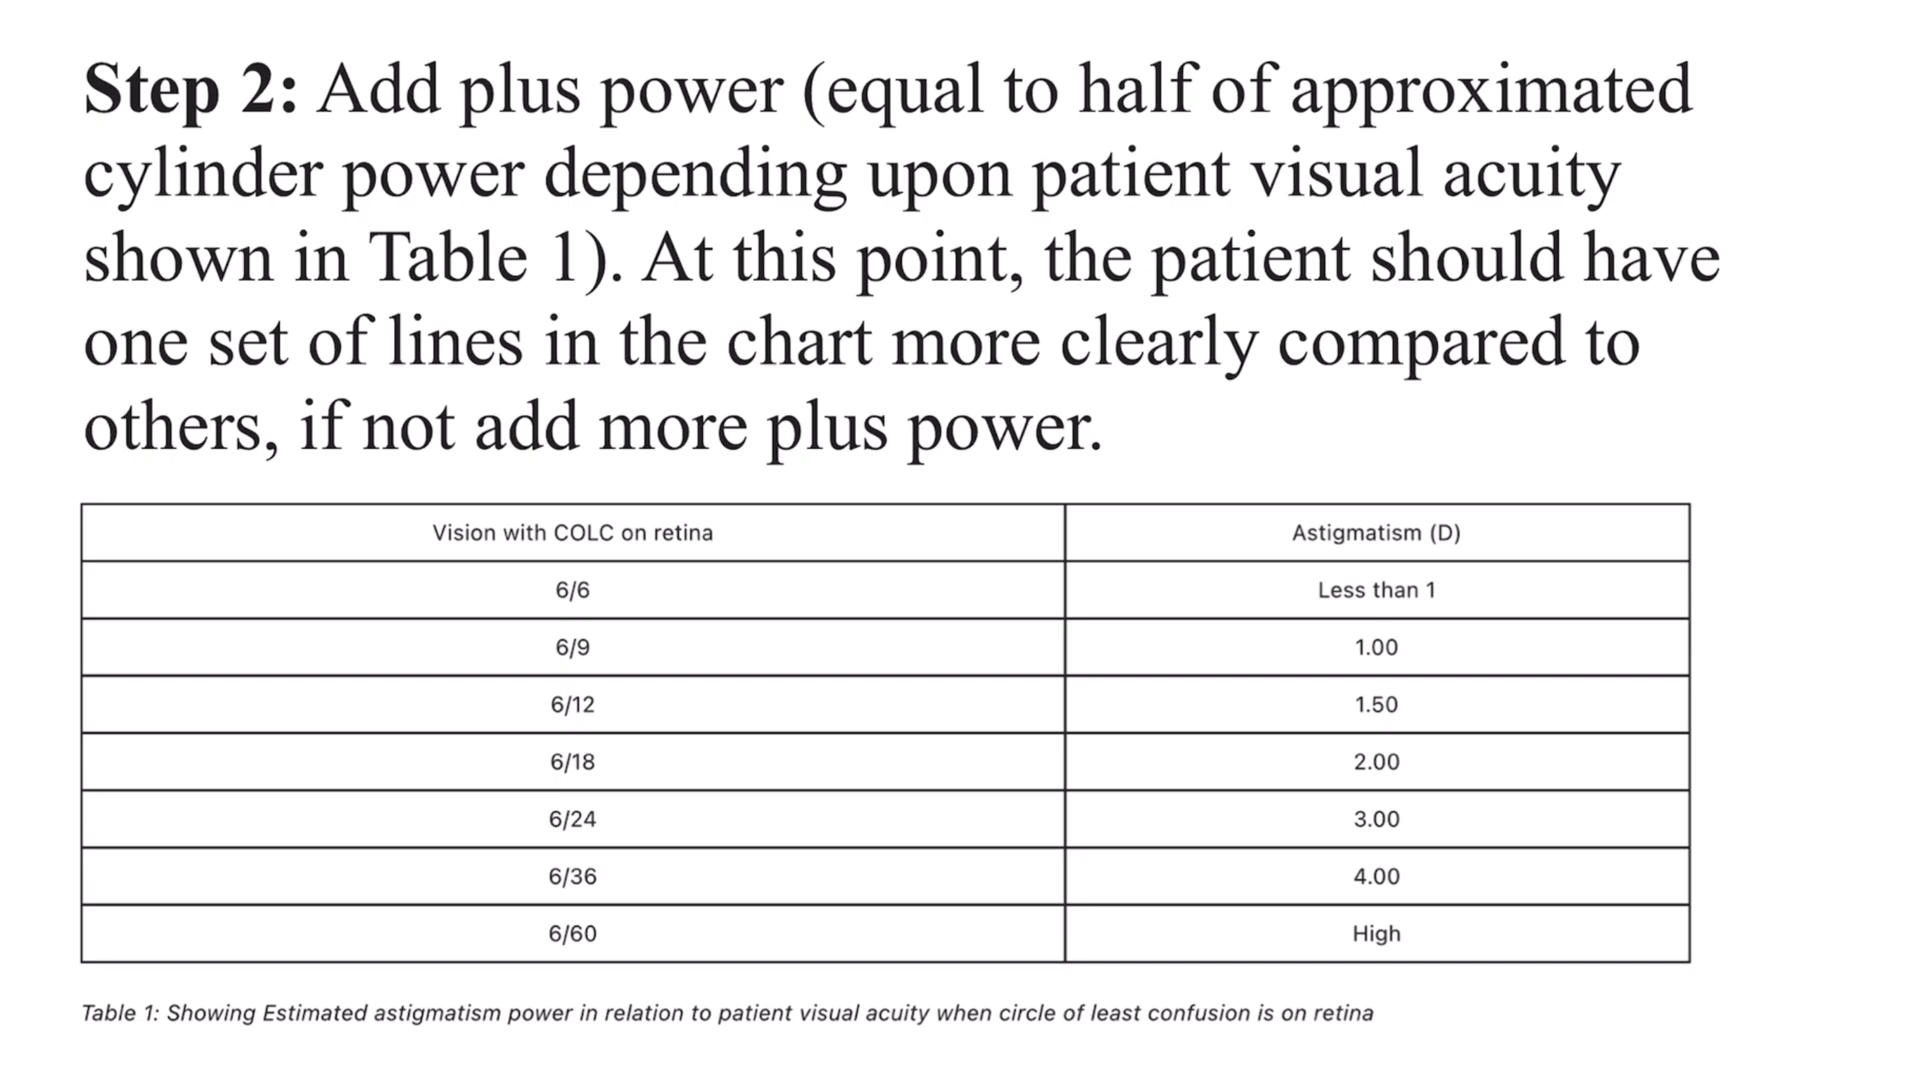 Step 2: Add plus power (equal to half of approximated
cylinder power depending upon patient visual acuity
shown in Table 1). At this point, the patient should have
one set of lines in the chart more clearly compared to
others, if not add more plus power.
Vision with COLC on retina Astigmatism (D)
6/6 Less than 1
6/9 1.00
6/12 1.50
6/18 2.00
6/24 3.00
6/36 4.00
6/60 High
Table 1: Showing Estimated astigmatism power in relation to patient visual acuity when circle of least confusion is on retina